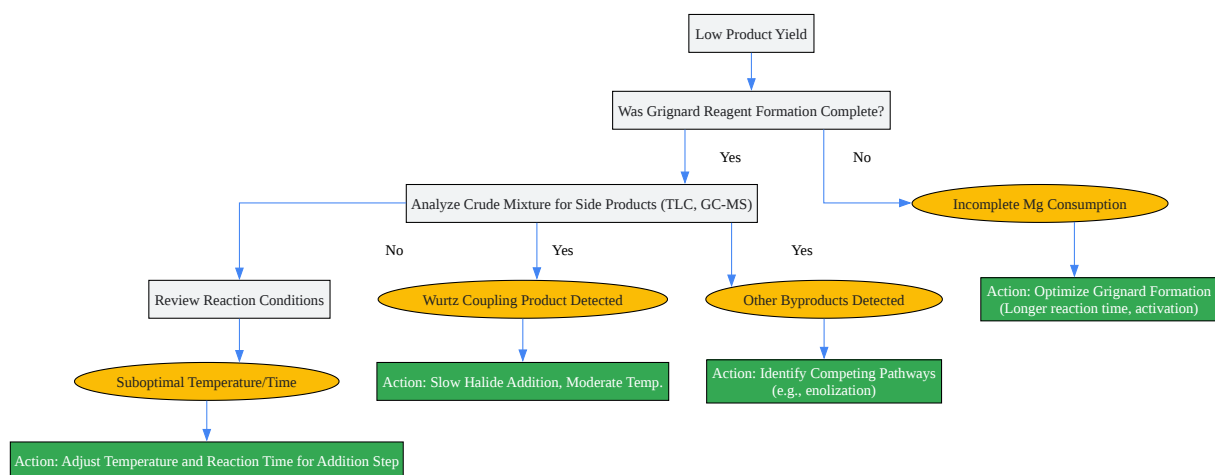 Low Product Yield
Was Grignard Reagent Formation Complete?
Yes
No
Analyze Crude Mixture for Side Products (TLC, GC-MS)
Incomplete Mg Consumption
No
Yes
Yes
Review Reaction Conditions
Wurtz Coupling Product Detected
Other Byproducts Detected
Action: Optimize Grignard Formation
(Longer reaction time, activation)
Suboptimal Temperature/Time
Action: Slow Halide Addition, Moderate Temp.
Action: Identify Competing Pathways
(e.g., enolization)
Action: Adjust Temperature and Reaction Time for Addition Step